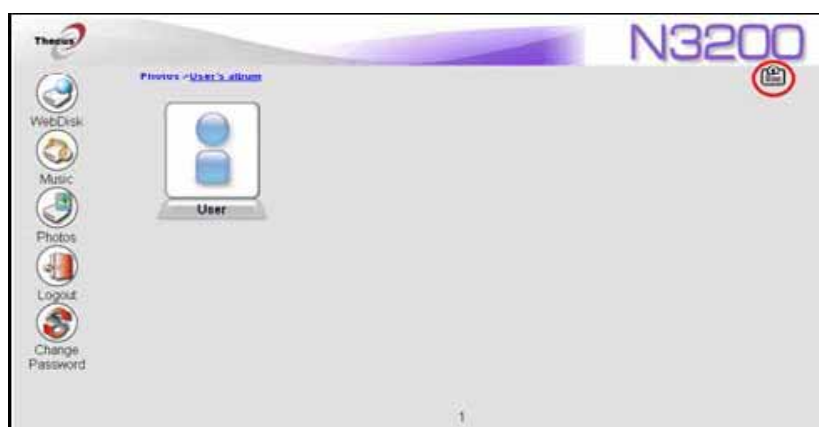 Thecus
N3200
Photos >User's album
WebDisk
User
Music
Photos
Logout
Change
Password
1